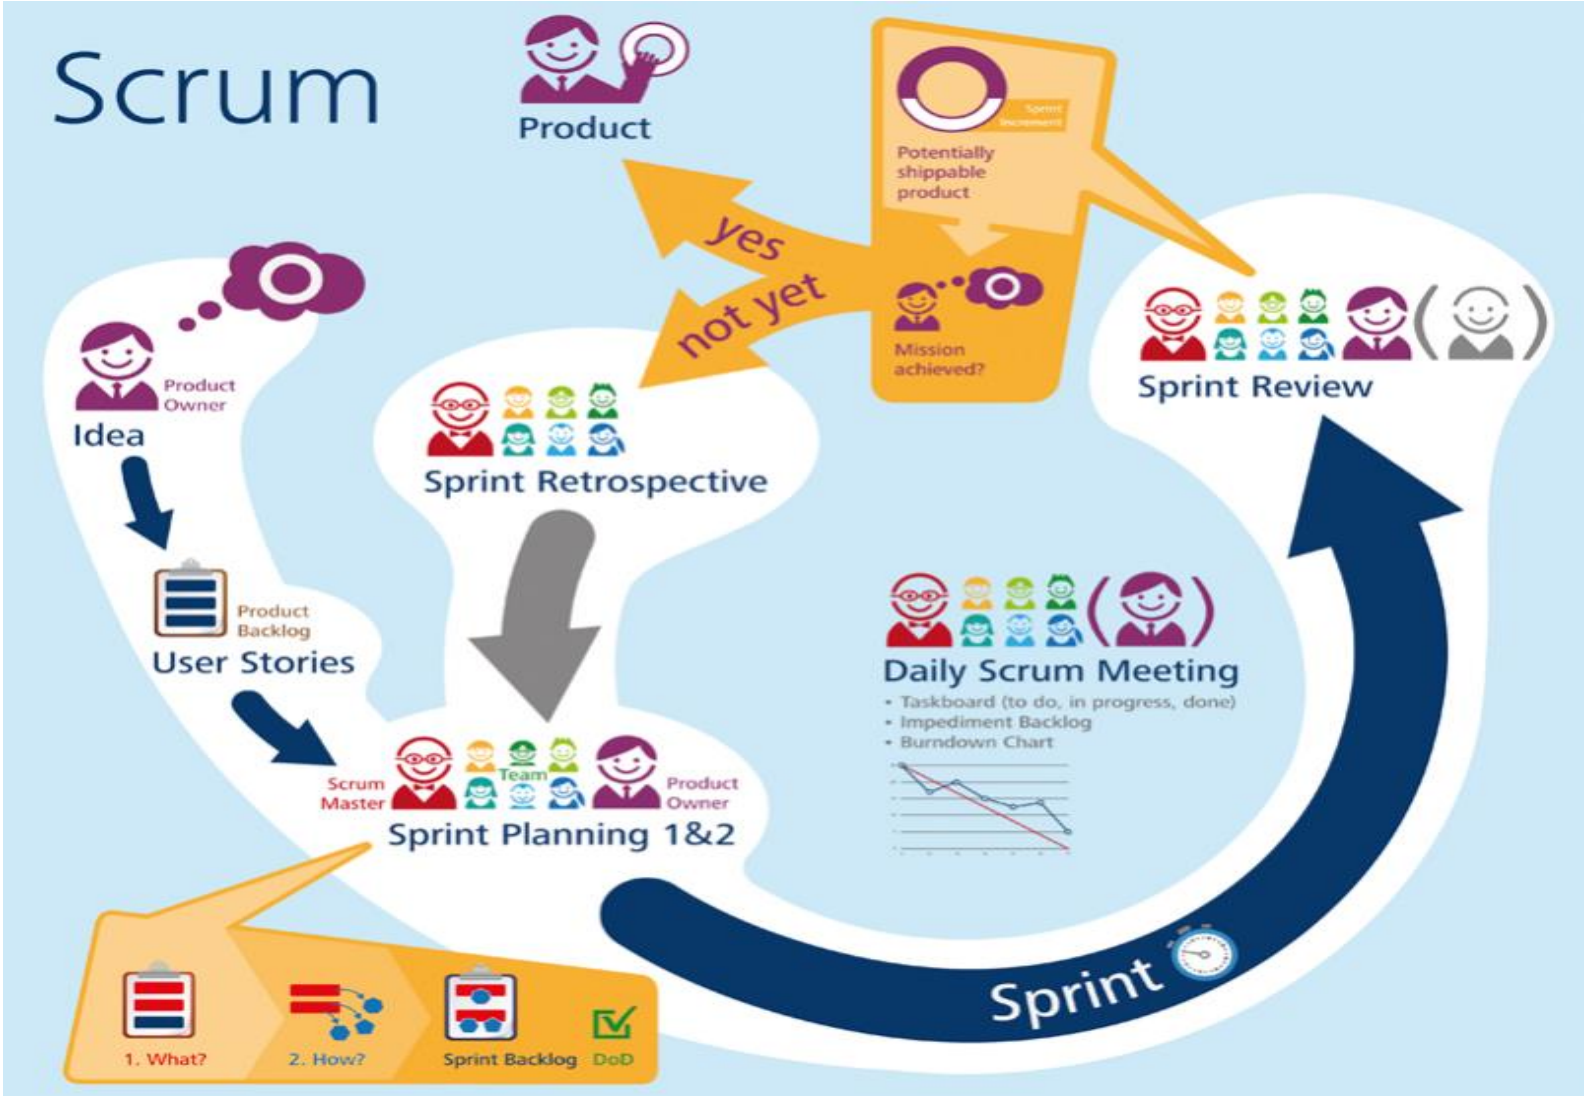 Scrum
Product
Sprint
Increment
Potentially
shippable
product
yes
not yet
Mission
achieved?
Product
Owner
Idea
Sprint Review
Sprint Retrospective
Product
Backlog
User Stories
Daily Scrum Meeting
• Taskboard (to do, in progress, done)
• Impediment Backlog
• Burndown Chart
Scrum
Master
Team
Product
Owner
Sprint Planning 1&2
Sprint
1. What?
2. How?
Sprint Backlog
DoD